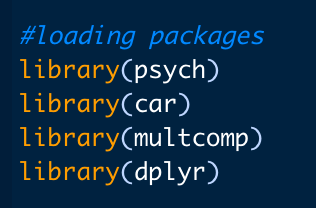 #loading packages
library(psych)
library(car)
library(multcomp)
library(dplyr)